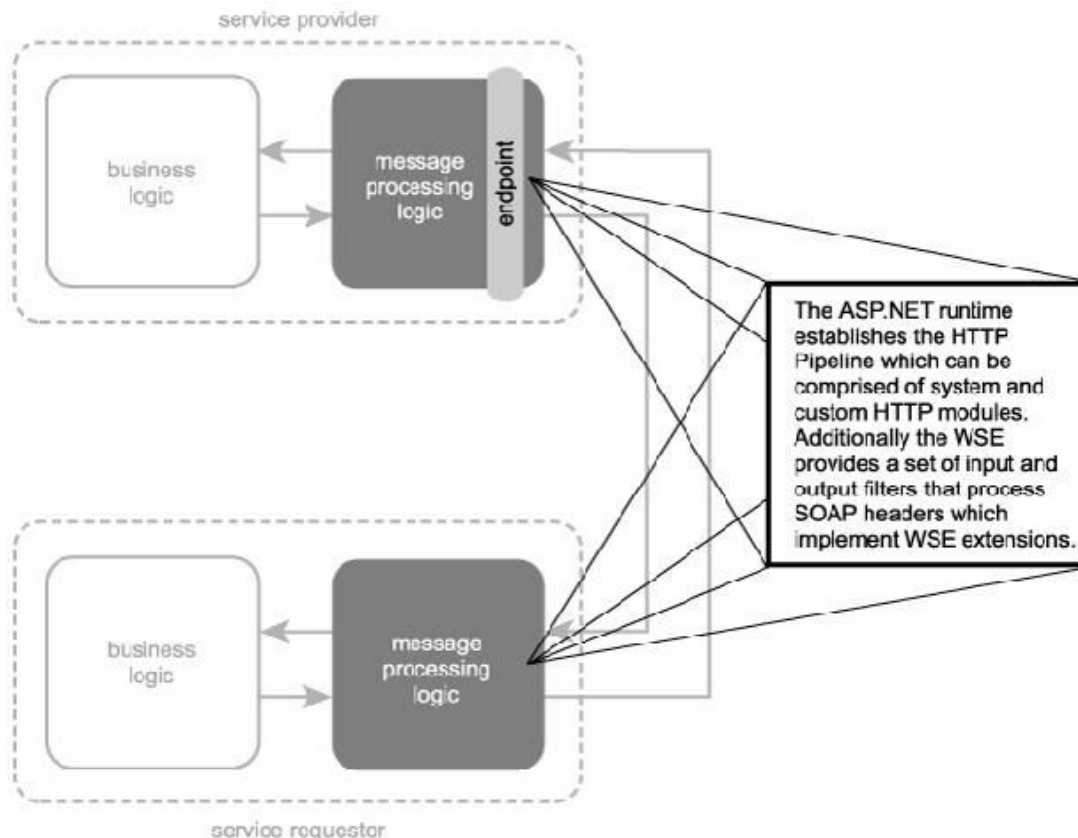 service provider
business
logic
message
processing
logic
endpoint
The ASP.NET runtime
establishes the HTTP
Pipeline which can be
comprised of system and
custom HTTP modules.
Additionally the WSE
provides a set of input and
output filters that process
SOAP headers which
implement WSE extensions.
business
logic
message
processing
logic
service requestor